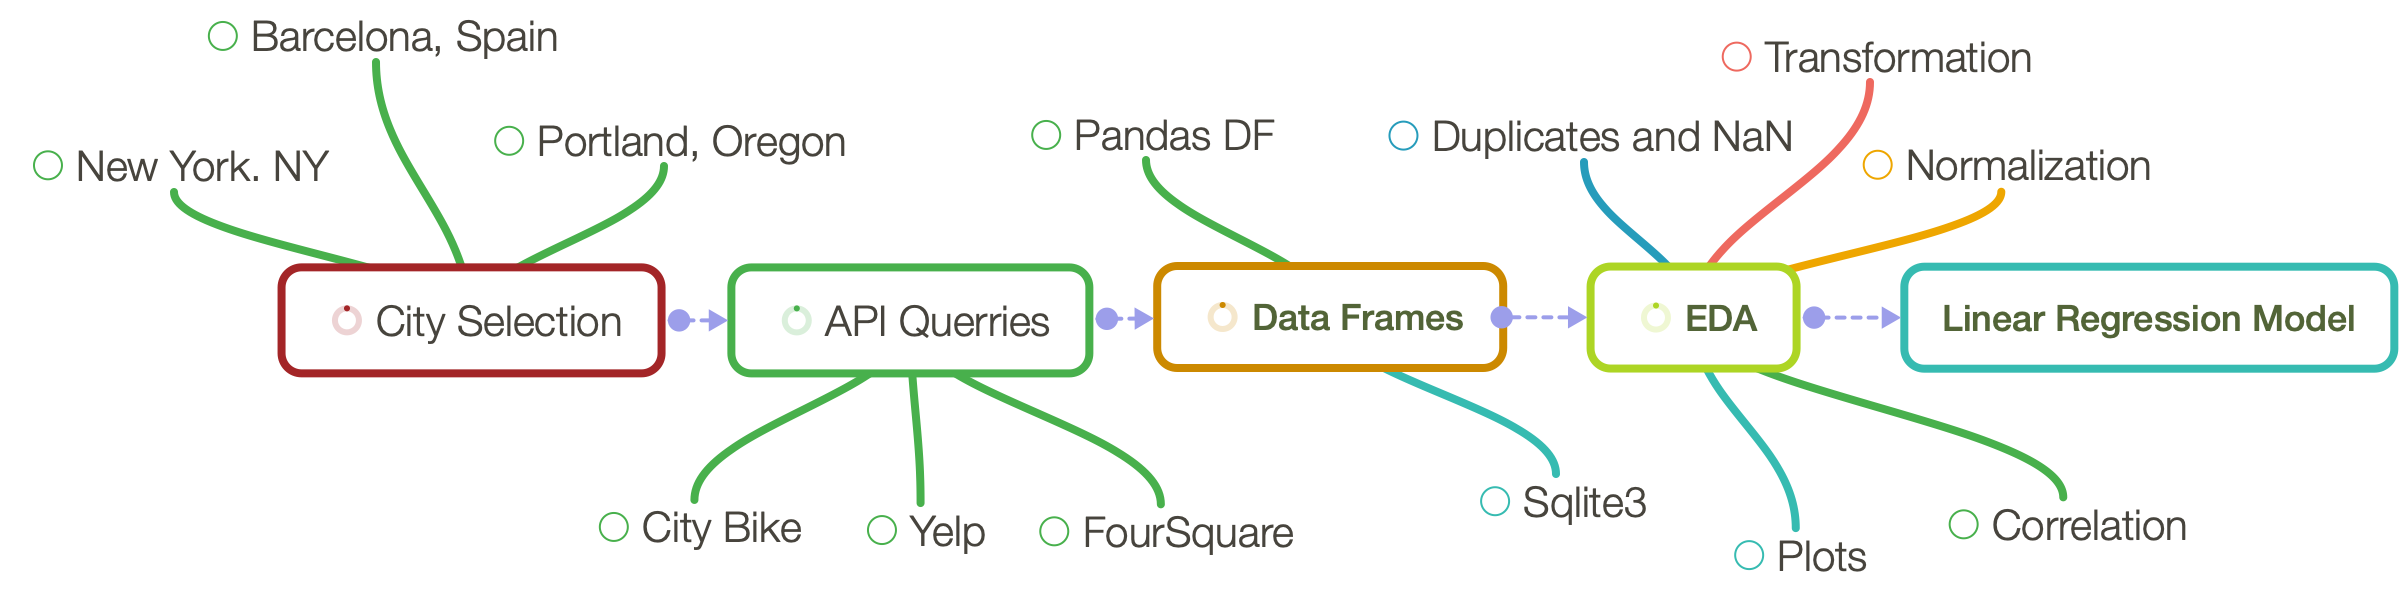 Barcelona, Spain
New York. NY
Portland, Oregon
Pandas DF
Duplicates and NaN
Transformation
Normalization
City Selection
API Querries
Data Frames
EDA
Linear Regression Model
City Bike
Yelp
FourSquare
Sqlite3
Plots
Correlation